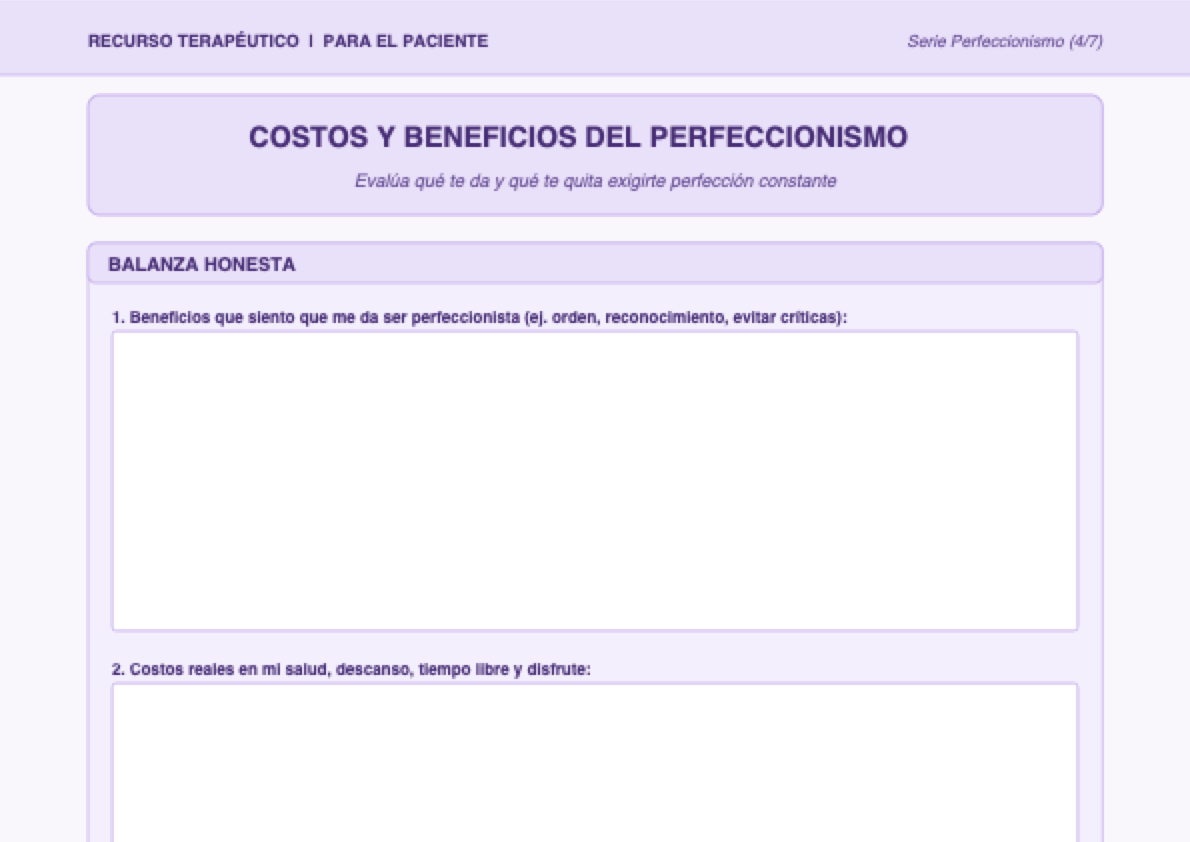 RECURSO TERAPÉUTICO | PARA EL PACIENTE
Serie Perfeccionismo (4/7)
COSTOS Y BENEFICIOS DEL PERFECCIONISMO
Evalúa qué te da y qué te quita exigirte perfección constante
BALANZA HONESTA
1. Beneficios que siento que me da ser perfeccionista (ej. orden, reconocimiento, evitar críticas):
2. Costos reales en mi salud, descanso, tiempo libre y disfrute: